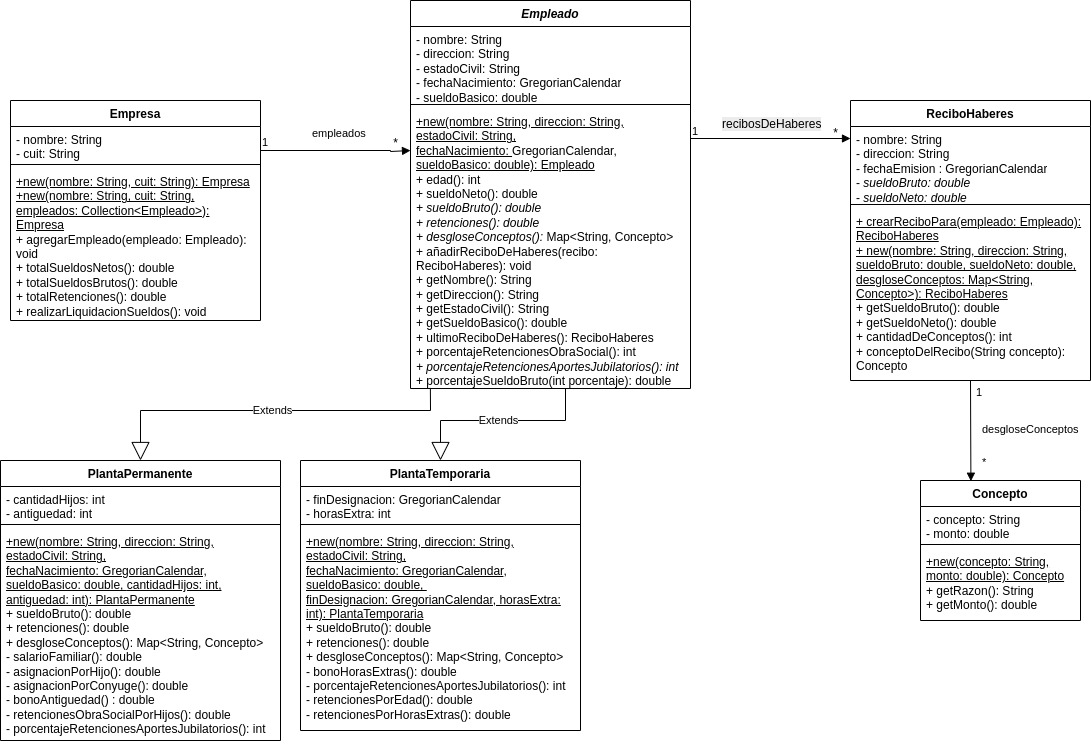 Empresa
- nombre: String
- cuit: String
+new(nombre: String, cuit: String): Empresa
+new(nombre: String, cuit: String,
empleados: Collection<Empleado>):
Empresa
+ agregarEmpleado(empleado: Empleado):
void
+ totalSueldosNetos(): double
+ totalSueldosBrutos(): double
+ totalRetenciones(): double
+ realizarLiquidacionSueldos(): void
1
empleados
*
Empleado
- nombre: String
- direccion: String
- estadoCivil: String
- fechaNacimiento: GregorianCalendar
- sueldoBasico: double
+new(nombre: String, direccion: String,
estadoCivil: String,
fechaNacimiento: GregorianCalendar,
sueldoBasico: double): Empleado
+ edad(): int
+ sueldoNeto(): double
+ sueldoBruto(): double
+ retenciones(): double
+ desgloseConceptos(): Map<String, Concepto>
+ añadirReciboDeHaberes(recibo:
ReciboHaberes): void
+ getNombre(): String
+ getDireccion(): String
+ getEstadoCivil(): String
+ getSueldoBasico(): double
+ ultimoReciboDeHaberes(): ReciboHaberes
+ porcentajeRetencionesObraSocial(): int
+ porcentajeRetencionesAportesJubilatorios(): int
+ porcentajeSueldoBruto(int porcentaje): double
1
recibosDeHaberes
*
ReciboHaberes
- nombre: String
- direccion: String
- fechaEmision : GregorianCalendar
- sueldoBruto: double
- sueldoNeto: double
+ crearReciboPara(empleado: Empleado):
ReciboHaberes
+ new(nombre: String, direccion: String,
sueldoBruto: double, sueldoNeto: double,
desgloseConceptos: Map<String,
Concepto>): ReciboHaberes
+ getSueldoBruto(): double
+ getSueldoNeto(): double
+ cantidadDeConceptos(): int
+ conceptoDelRecibo(String concepto):
Concepto
1
desgloseConceptos
*
Extends
Extends
PlantaPermanente
- cantidadHijos: int
- antiguedad: int
+new(nombre: String, direccion: String,
estadoCivil: String,
fechaNacimiento: GregorianCalendar,
sueldoBasico: double, cantidadHijos: int,
antiguedad: int): PlantaPermanente
+ sueldoBruto(): double
+ retenciones(): double
+ desgloseConceptos(): Map<String, Concepto>
- salarioFamiliar(): double
- asignacionPorHijo(): double
- asignacionPorConyuge(): double
- bonoAntiguedad() : double
- retencionesObraSocialPorHijos(): double
- porcentajeRetencionesAportesJubilatorios(): int
PlantaTemporaria
- finDesignacion: GregorianCalendar
- horasExtra: int
+new(nombre: String, direccion: String,
estadoCivil: String,
fechaNacimiento: GregorianCalendar,
sueldoBasico: double,
finDesignacion: GregorianCalendar, horasExtra:
int): PlantaTemporaria
+ sueldoBruto(): double
+ retenciones(): double
+ desgloseConceptos(): Map<String, Concepto>
- bonoHorasExtras(): double
- porcentajeRetencionesAportesJubilatorios(): int
- retencionesPorEdad(): double
- retencionesPorHorasExtras(): double
Concepto
- concepto: String
- monto: double
+new(concepto: String,
monto: double): Concepto
+ getRazon(): String
+ getMonto(): double